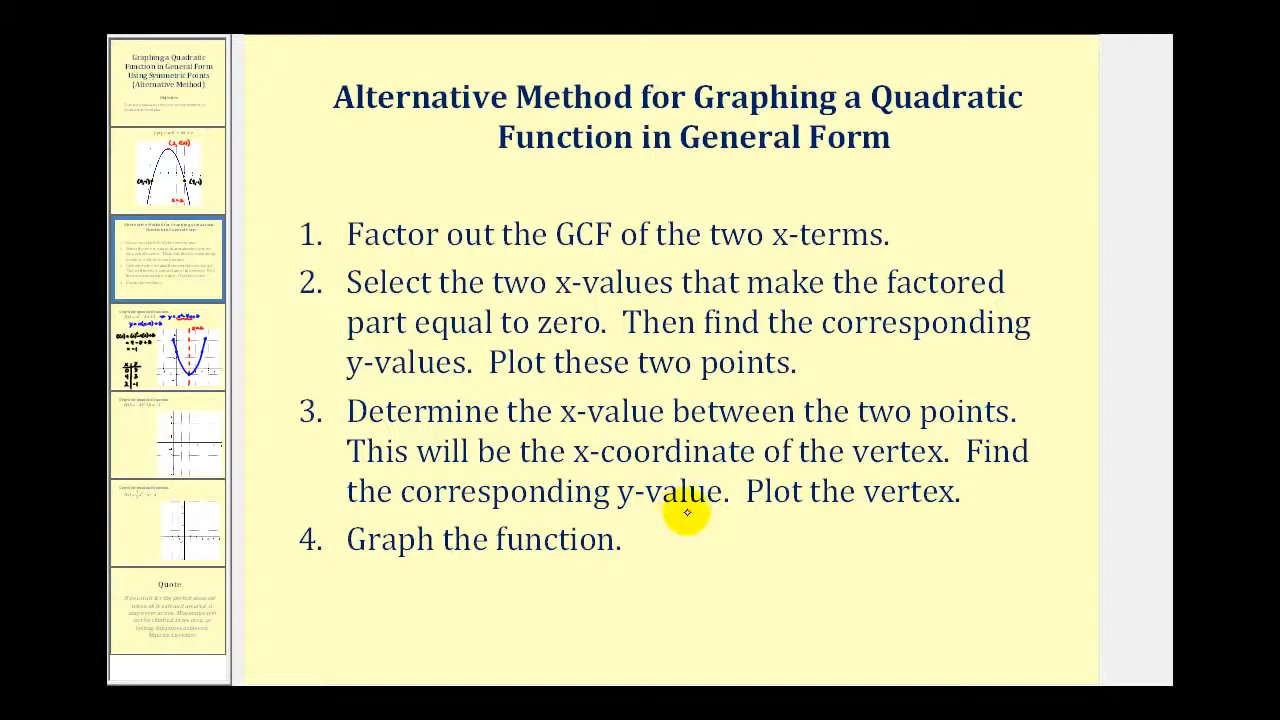 Graphing a Quadratic
Function in General Form
Using Symmetric Points
(Alternative Method)
Alternative Method for Graphing a Quadratic
Function in General Form
1. Factor out the GCF of the two x-terms.
2. Select the two x-values that make the factored
part equal to zero.  Then find the corresponding
y-values.  Plot these two points.
3. Determine the x-value between the two points.
This will be the x-coordinate of the vertex.  Find
the corresponding y-value.  Plot the vertex.
4. Graph the function.
Quote